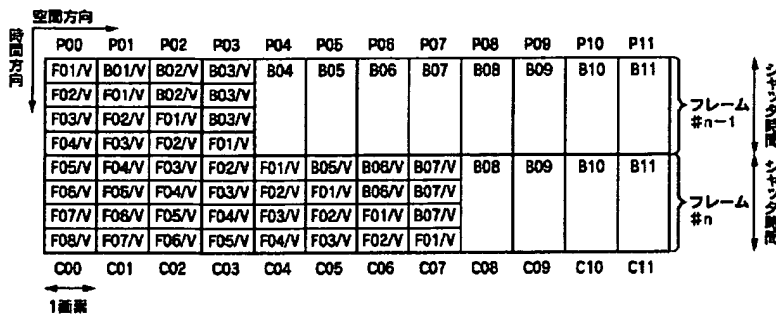 空間方向
時間方向
P00 P01 P02 P03 P04 P05 P06 P07 P08 P09 P10 P11
F01/V B01/V B02/V B03/V B04 B05 B06 B07 B08 B09 B10 B11
F02/V F01/V B02/V B03/V
F03/V F02/V F01/V B03/V
F04/V F03/V F02/V F01/V
フレーム
#n-1
シャッタ時間
F05/V F04/V F03/V F02/V F01/V B05/V B06/V B07/V B08 B09 B10 B11
F06/V F05/V F04/V F03/V F02/V F01/V B06/V B07/V
F07/V F06/V F05/V F04/V F03/V F02/V F01/V B07/V
F08/V F07/V F06/V F05/V F04/V F03/V F02/V F01/V
フレーム
#n
シャッタ時間
C00 C01 C02 C03 C04 C05 C06 C07 C08 C09 C10 C11
1画素